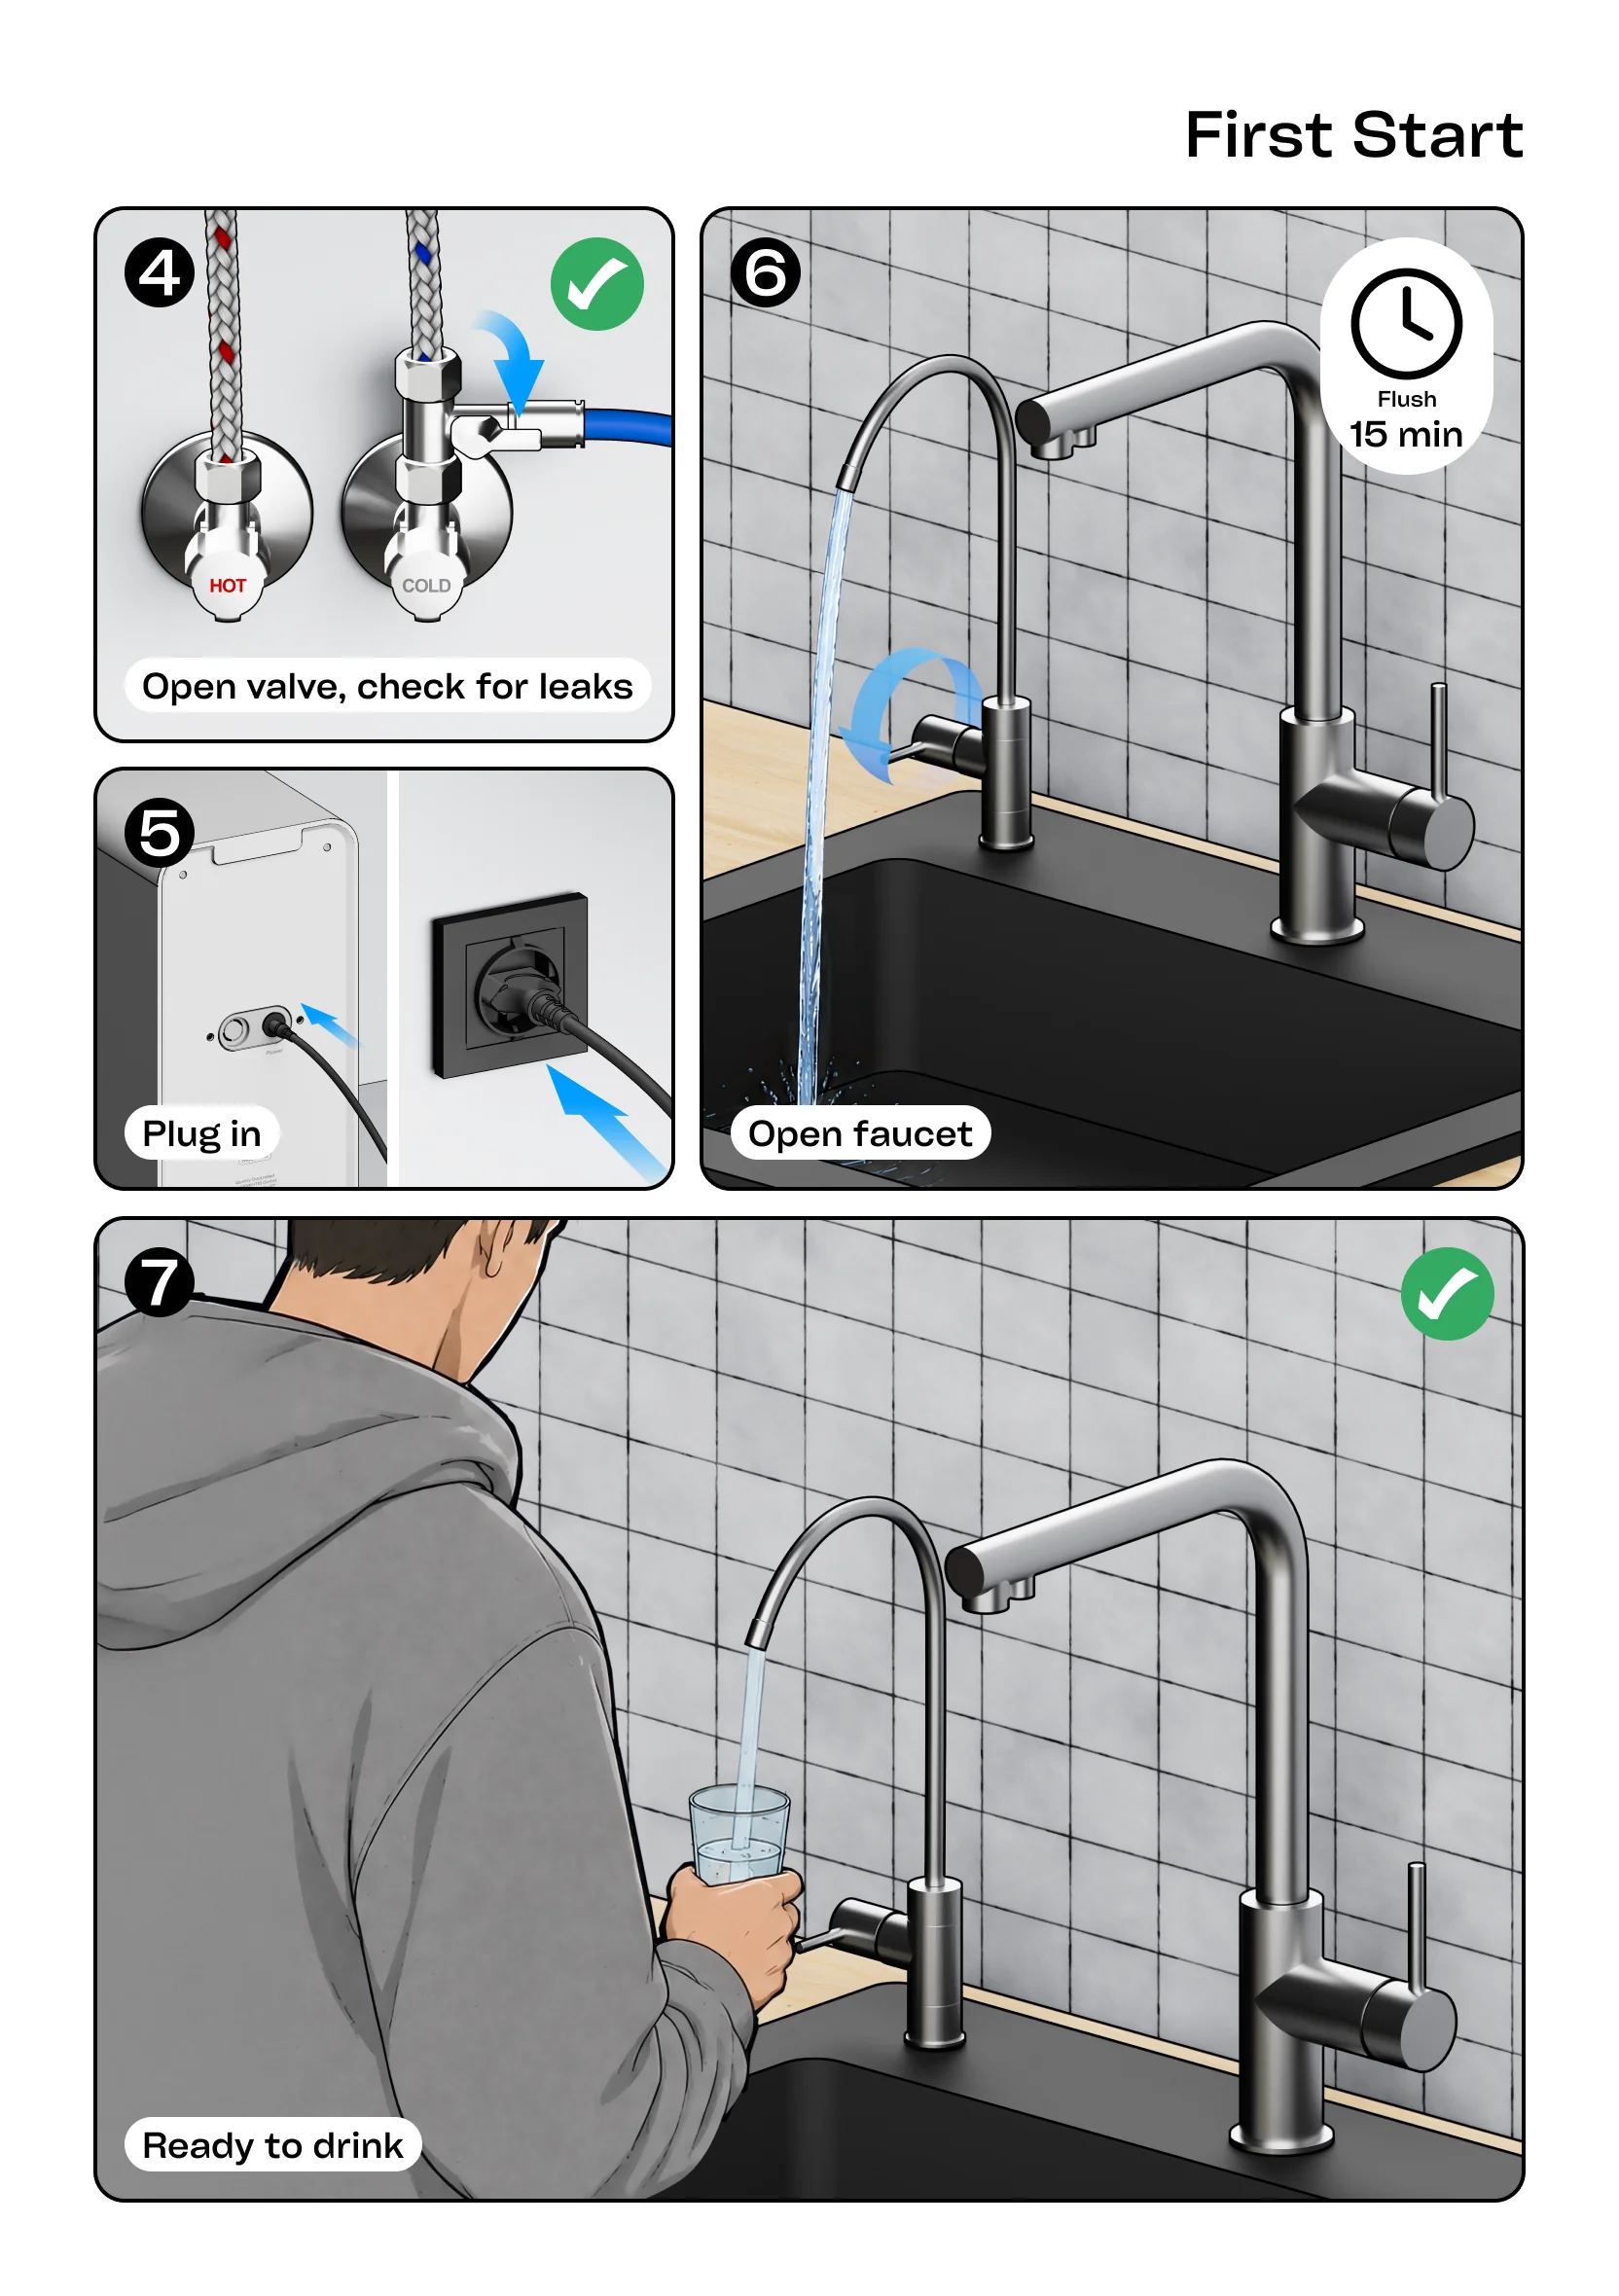 First Start
4
HOT
COLD
Open valve, check for leaks
5
Power
Plug in
6
Flush
15 min
Open faucet
7
Ready to drink